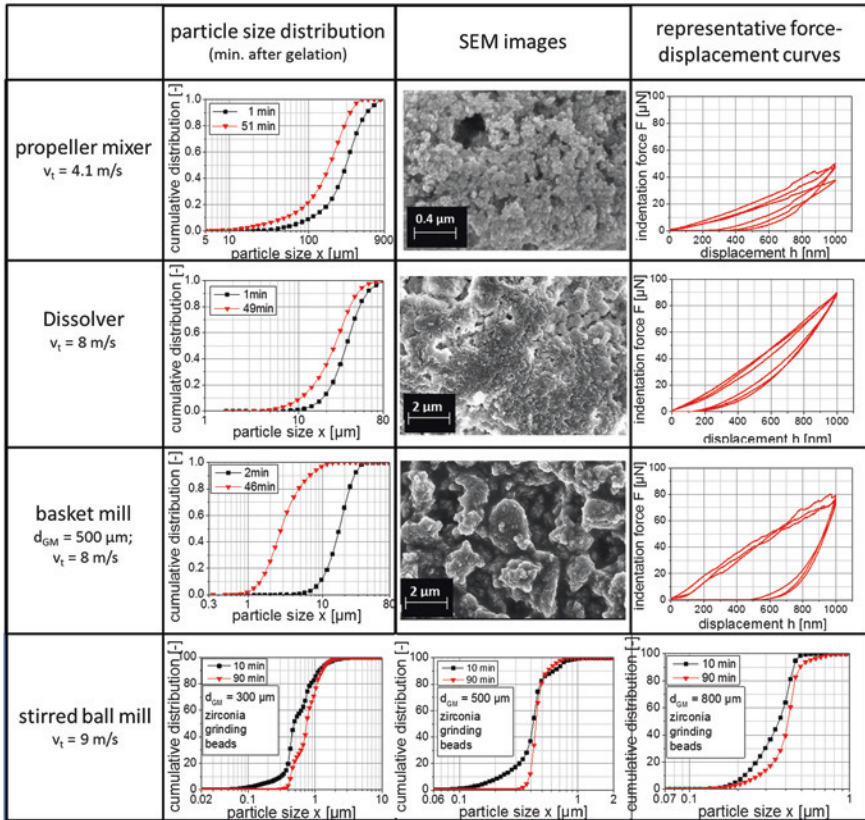 particle size distribution
(min. after gelation)
SEM images
representative force-
displacement curves
propeller mixer
vₜ = 4.1 m/s
cumulative distribution [-]
1.0
0.8
0.6
0.4
0.2
0.0
1 min
51 min
5 10 100 900
particle size x [µm]
0.4 µm
indentation force F [µN]
80
60
40
20
0
0 200 400 600 800 1000
displacement h [nm]
Dissolver
vₜ = 8 m/s
cumulative distribution [-]
1.0
0.8
0.6
0.4
0.2
0.0
1min
49min
1 10 80
particle size x [µm]
2 µm
indentation force F [µN]
80
60
40
20
0
0 200 400 600 800 1000
displacement h [nm]
basket mill
d_GM = 500 µm;
vₜ = 8 m/s
cumulative distribution [-]
1.0
0.8
0.6
0.4
0.2
0.0
2min
46min
0.3 1 10 80
particle size x [µm]
2 µm
indentation force F [µN]
100
80
60
40
20
0
0 200 400 600 800 1000
displacement h [nm]
stirred ball mill
vₜ = 9 m/s
cumulative distribution [-]
100
80
60
40
20
0
10 min
90 min
d_GM = 300 µm
zirconia
grinding
beads
0.02 0.1 1 10
particle size x [µm]
cumulative distribution [-]
100
80
60
40
20
0
10 min
90 min
d_GM = 500 µm
zirconia
grinding
beads
0.06 0.1 1 2
particle size x [µm]
cumulative distribution [-]
100
80
60
40
20
0
10 min
90 min
d_GM = 800 µm
zirconia
grinding
beads
0.07 0.1 1
particle size x [µm]